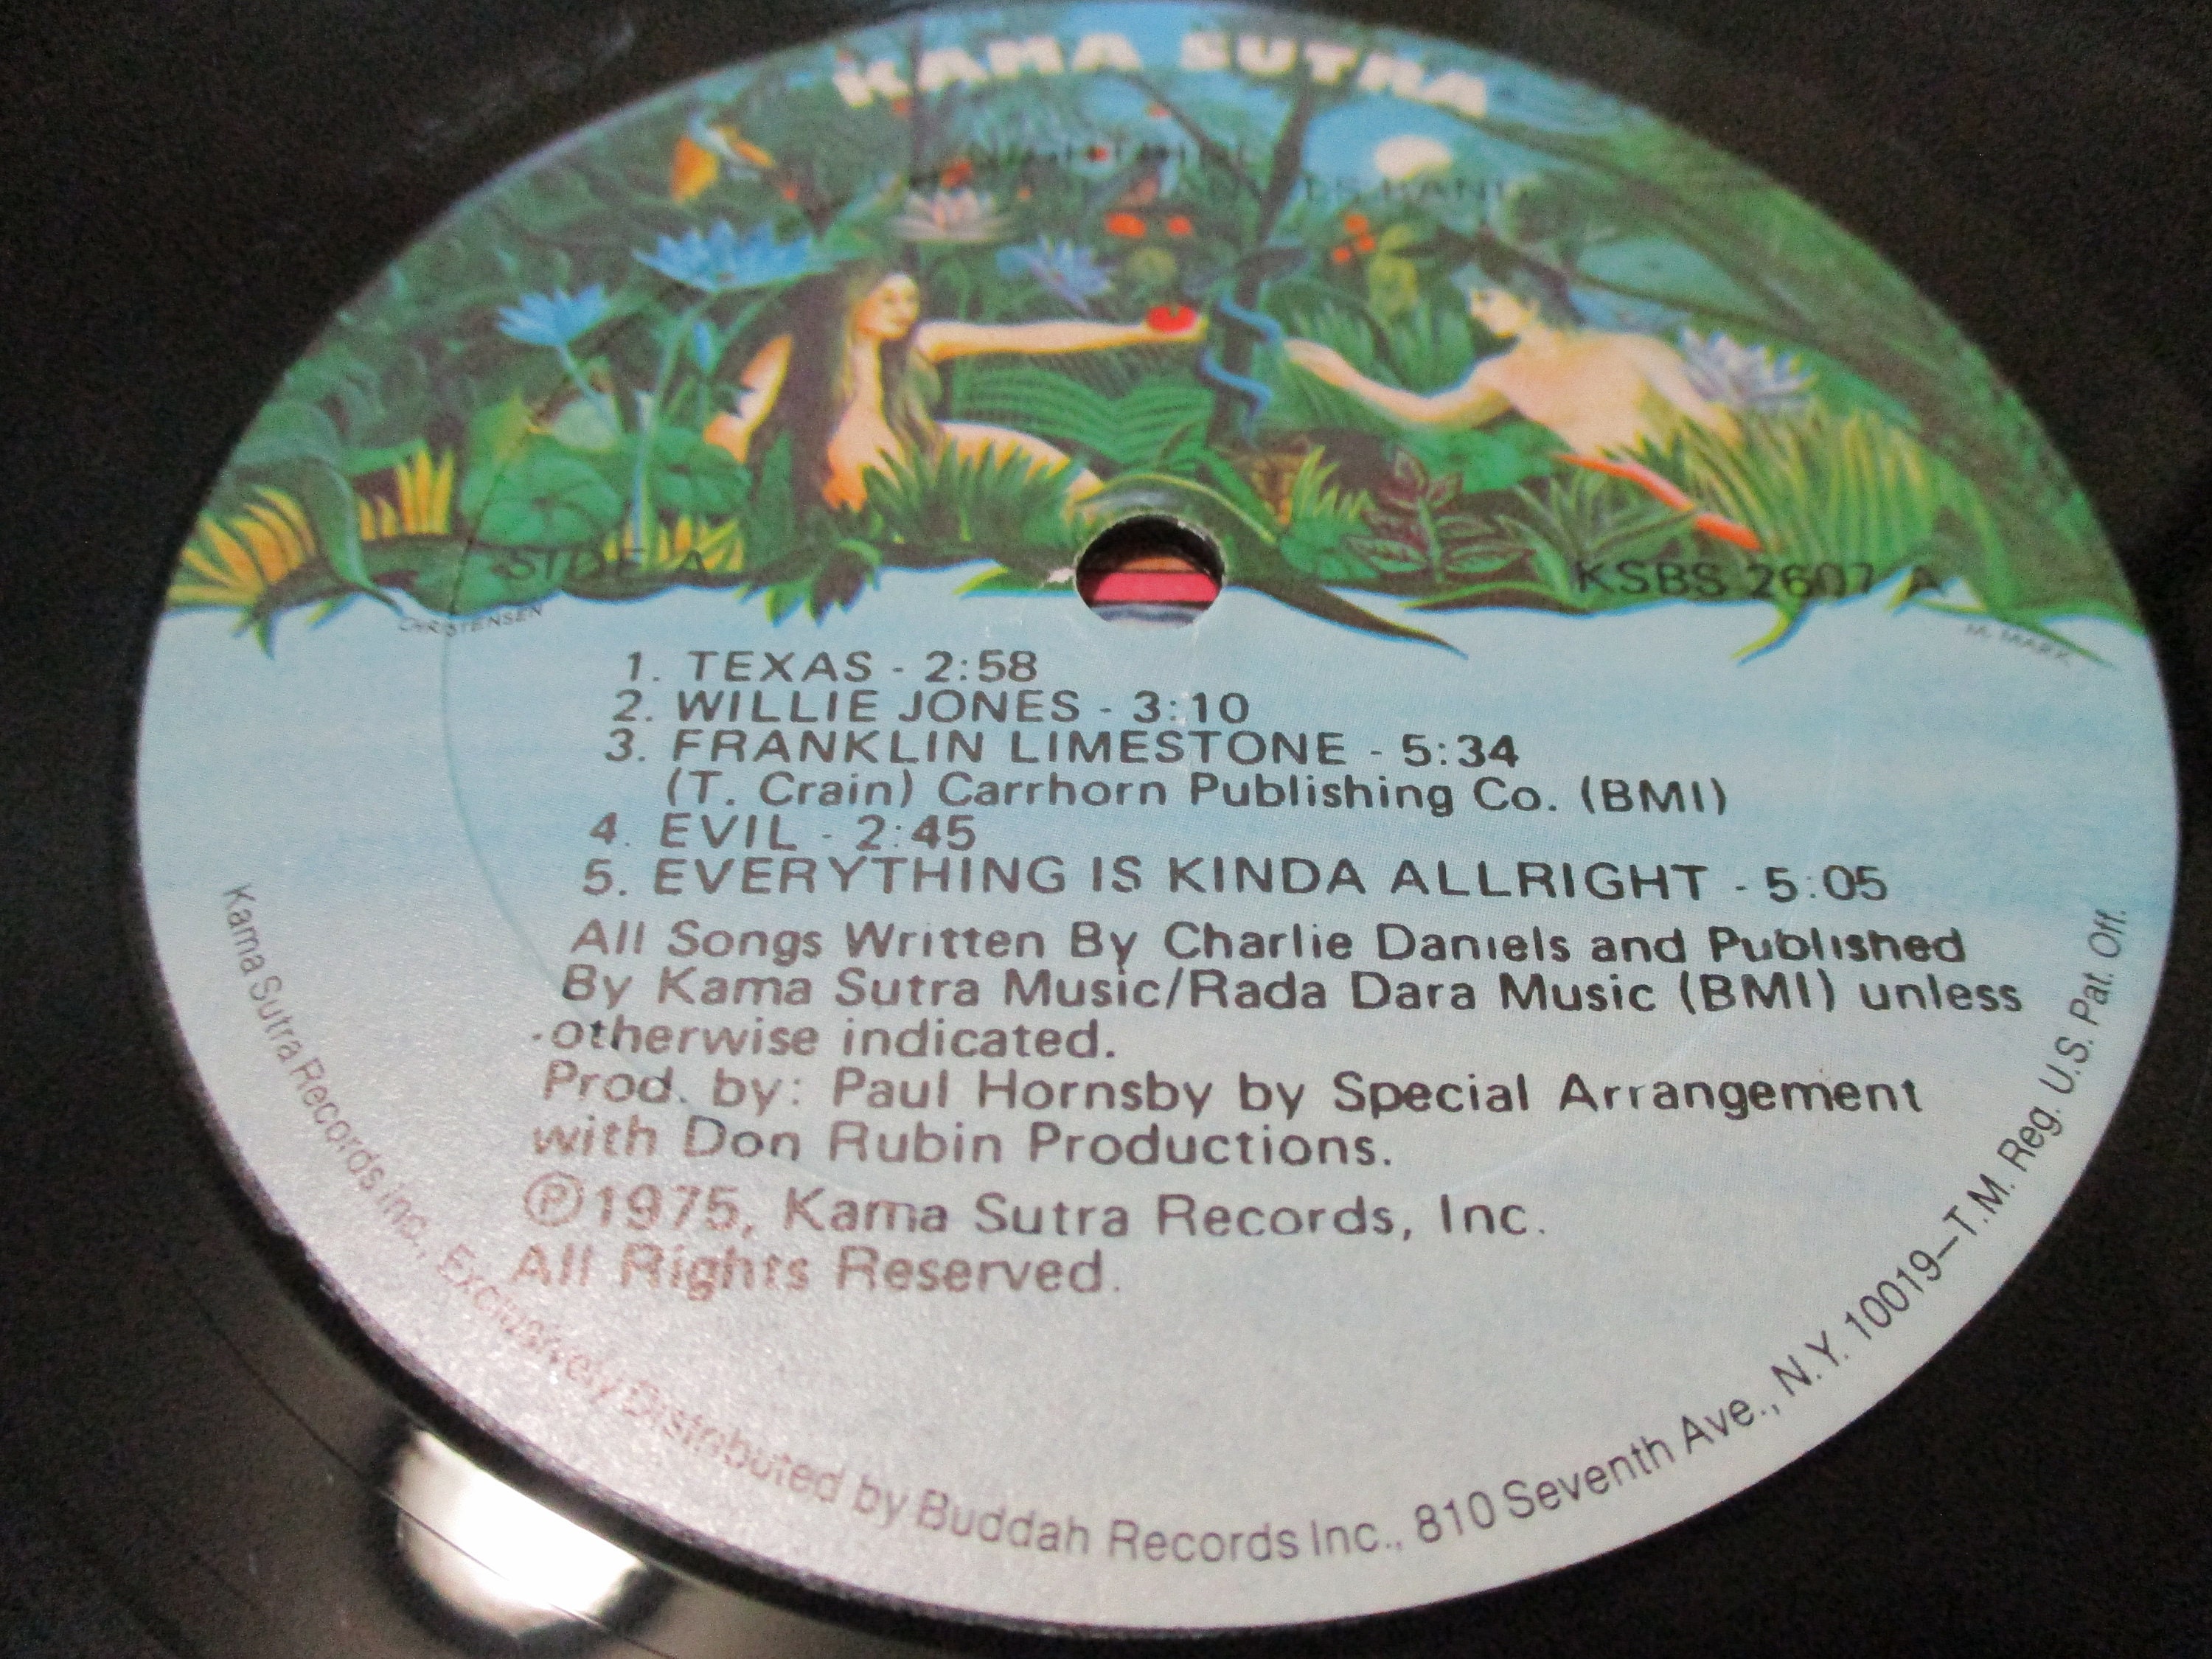 KAMA SUTRA
NIGHTRIDER
SIDE A
KSBS 2607 A
CHRISTENSEN
1. TEXAS - 2:58
2. WILLIE JONES - 3:10
3. FRANKLIN LIMESTONE - 5:34
(T. Crain) Carrhorn Publishing Co. (BMI)
4. EVIL - 2:45
5. EVERYTHING IS KINDA ALLRIGHT - 5:05
All Songs Written By Charlie Daniels and Published
By Kama Sutra Music/Rada Dara Music (BMI) unless
otherwise indicated.
Prod. by: Paul Hornsby by Special Arrangement
with Don Rubin Productions.
℗1975, Kama Sutra Records, Inc.
All Rights Reserved.
Kama Sutra Records Inc., Exclusively Distributed by Buddah Records Inc., 810 Seventh Ave., N.Y. 10019—T.M. Reg. U.S. Pat. Off.